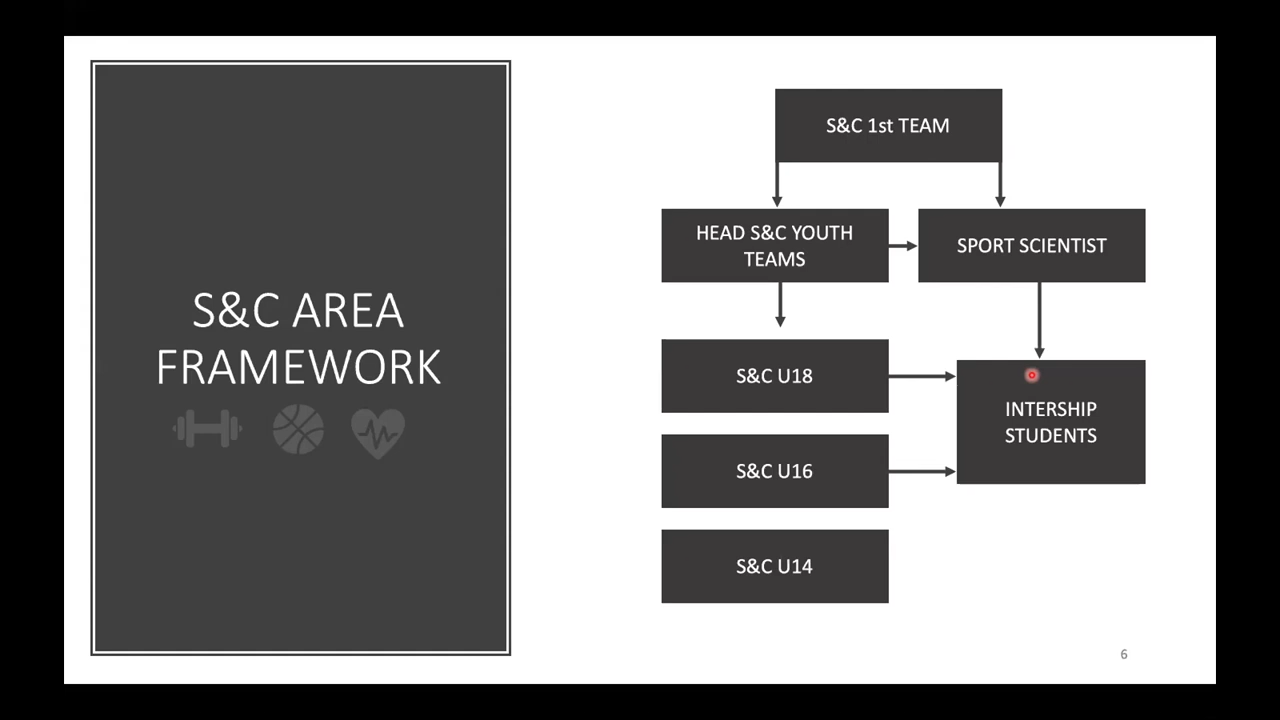 S&C AREA
FRAMEWORK
S&C 1st TEAM
HEAD S&C YOUTH
TEAMS
SPORT SCIENTIST
S&C U18
INTERSHIP
STUDENTS
S&C U16
S&C U14
6